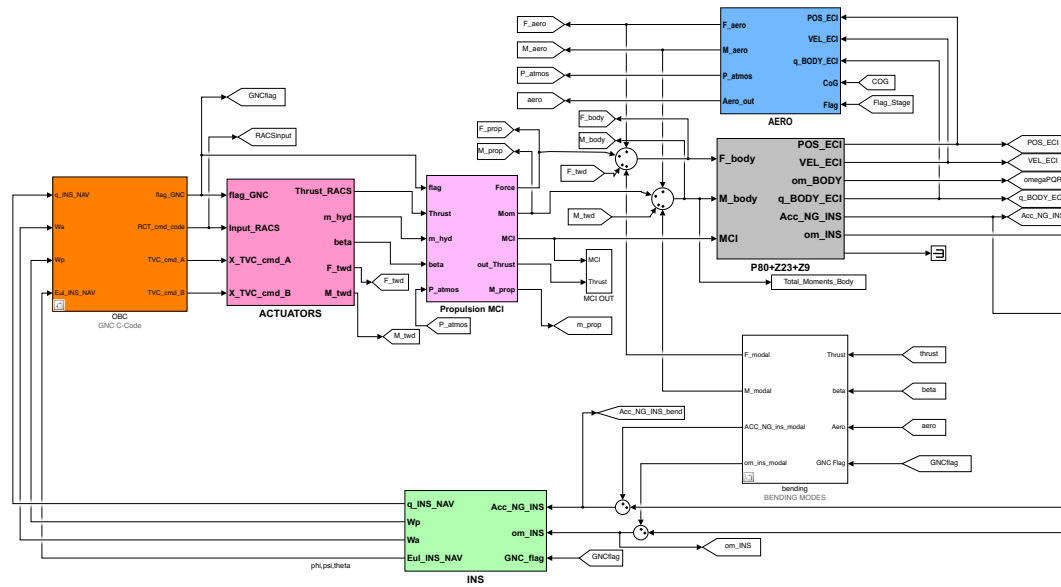 F_aero
M_aero
P_atmos
aero
F_aero
M_aero
P_atmos
Aero_out
POS_ECI
VEL_ECI
q_BODY_ECI
CoG
Flag
AERO
COG
Flag_Stage
GNCflag
RACSinput
F_prop
M_prop
F_body
M_body
F_twd
M_twd
q_INS_NAV
Wa
Wp
Eul_INS_NAV
flag_GNC
RCT_cmd_code
TVC_cmd_A
TVC_cmd_B
OBC
GNC C-Code
flag_GNC
Input_RACS
X_TVC_cmd_A
X_TVC_cmd_B
Thrust_RACS
m_hyd
beta
F_twd
M_twd
ACTUATORS
F_twd
M_twd
flag
Thrust
m_hyd
beta
P_atmos
Force
Mom
MCI
out_Thrust
M_prop
Propulsion MCI
P_atmos
m_prop
MCI
Thrust
MCI OUT
F_body
M_body
MCI
POS_ECI
VEL_ECI
om_BODY
q_BODY_ECI
Acc_NG_INS
om_INS
P80+Z23+Z9
Total_Moments_Body
POS_ECI
VEL_ECI
omegaPQR
q_BODY_EC
Acc_NG_INS
F_modal
M_modal
ACC_NG_ins_modal
om_ins_modal
Thrust
beta
Aero
GNC Flag
bending
BENDING MODES
thrust
beta
aero
GNCflag
Acc_NG_INS_bend
q_INS_NAV
Wp
Wa
Eul_INS_NAV
Acc_NG_INS
om_INS
GNC_flag
INS
om_INS
GNCflag
phi,psi,theta